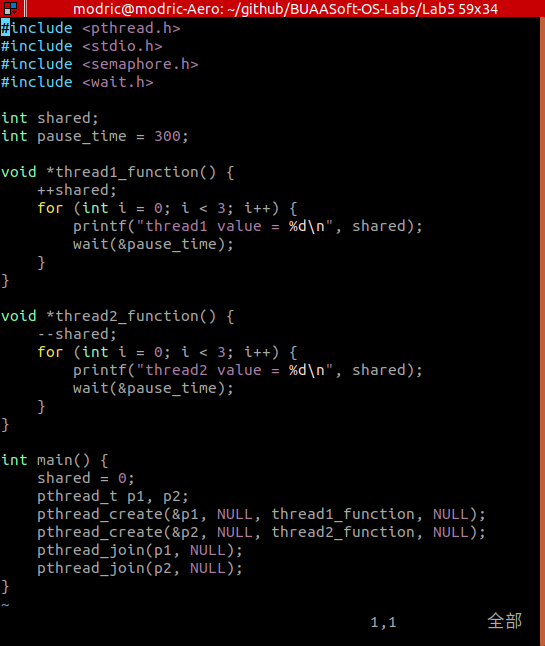 modric@modric-Aero: ~/github/BUAASoft-OS-Labs/Lab5 59x34
#include <pthread.h>
#include <stdio.h>
#include <semaphore.h>
#include <wait.h>

int shared;
int pause_time = 300;

void *thread1_function() {
    ++shared;
    for (int i = 0; i < 3; i++) {
        printf("thread1 value = %d\n", shared);
        wait(&pause_time);
    }
}

void *thread2_function() {
    --shared;
    for (int i = 0; i < 3; i++) {
        printf("thread2 value = %d\n", shared);
        wait(&pause_time);
    }
}

int main() {
    shared = 0;
    pthread_t p1, p2;
    pthread_create(&p1, NULL, thread1_function, NULL);
    pthread_create(&p2, NULL, thread2_function, NULL);
    pthread_join(p1, NULL);
    pthread_join(p2, NULL);
}
~
1,1 全部